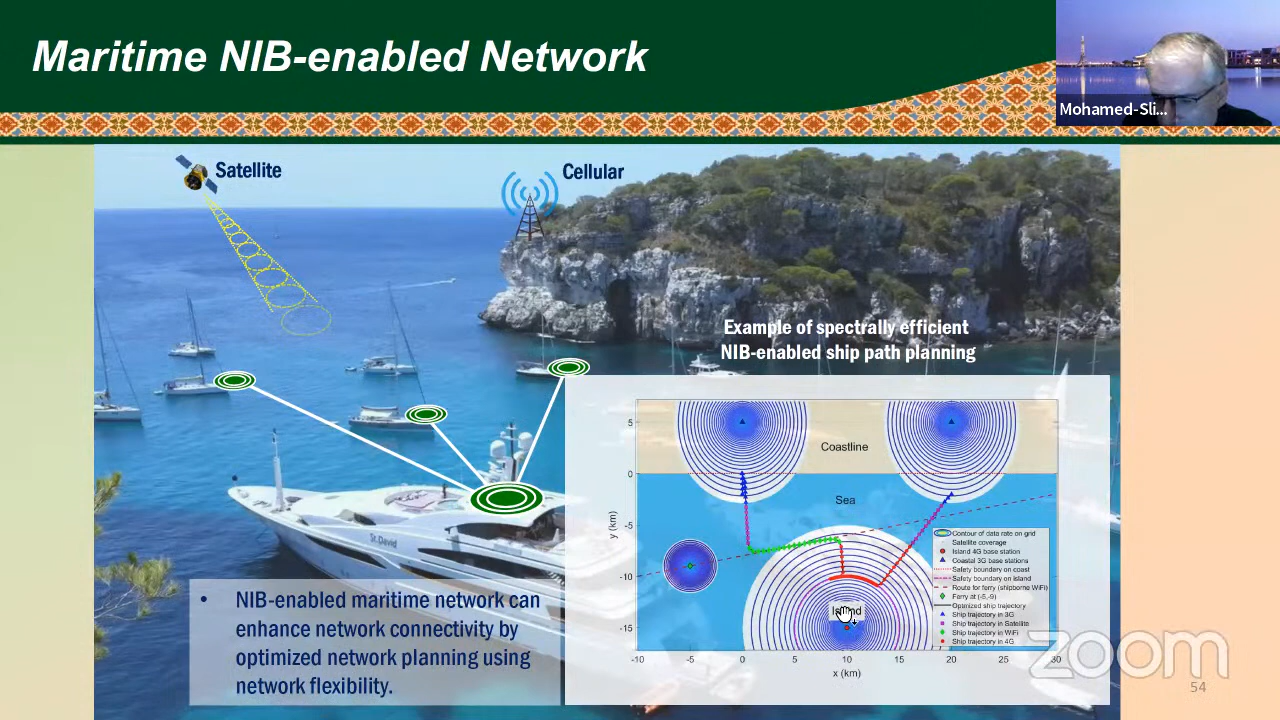 Maritime NIB-enabled Network
Mohamed-Sli...
Satellite
Cellular
Example of spectrally efficient
NIB-enabled ship path planning
St. David
• NIB-enabled maritime network can
enhance network connectivity by
optimized network planning using
network flexibility.
5
0
-5
-10
-15
y (km)
Coastline
Sea
Island
Contour of data rate on grid
Satellite coverage
Island 4G base station
Coastal 3G base stations
Safety boundary on coast
Safety boundary on island
Route for ferry (shipborne WiFi)
Ferry at (-5,-9)
Optimized ship trajectory
Ship trajectory in 3G
Ship trajectory in Satellite
Ship trajectory in WiFi
Ship trajectory in 4G
-10 -5 0 5 10 15 20 25 30
x (km)
zoom
54